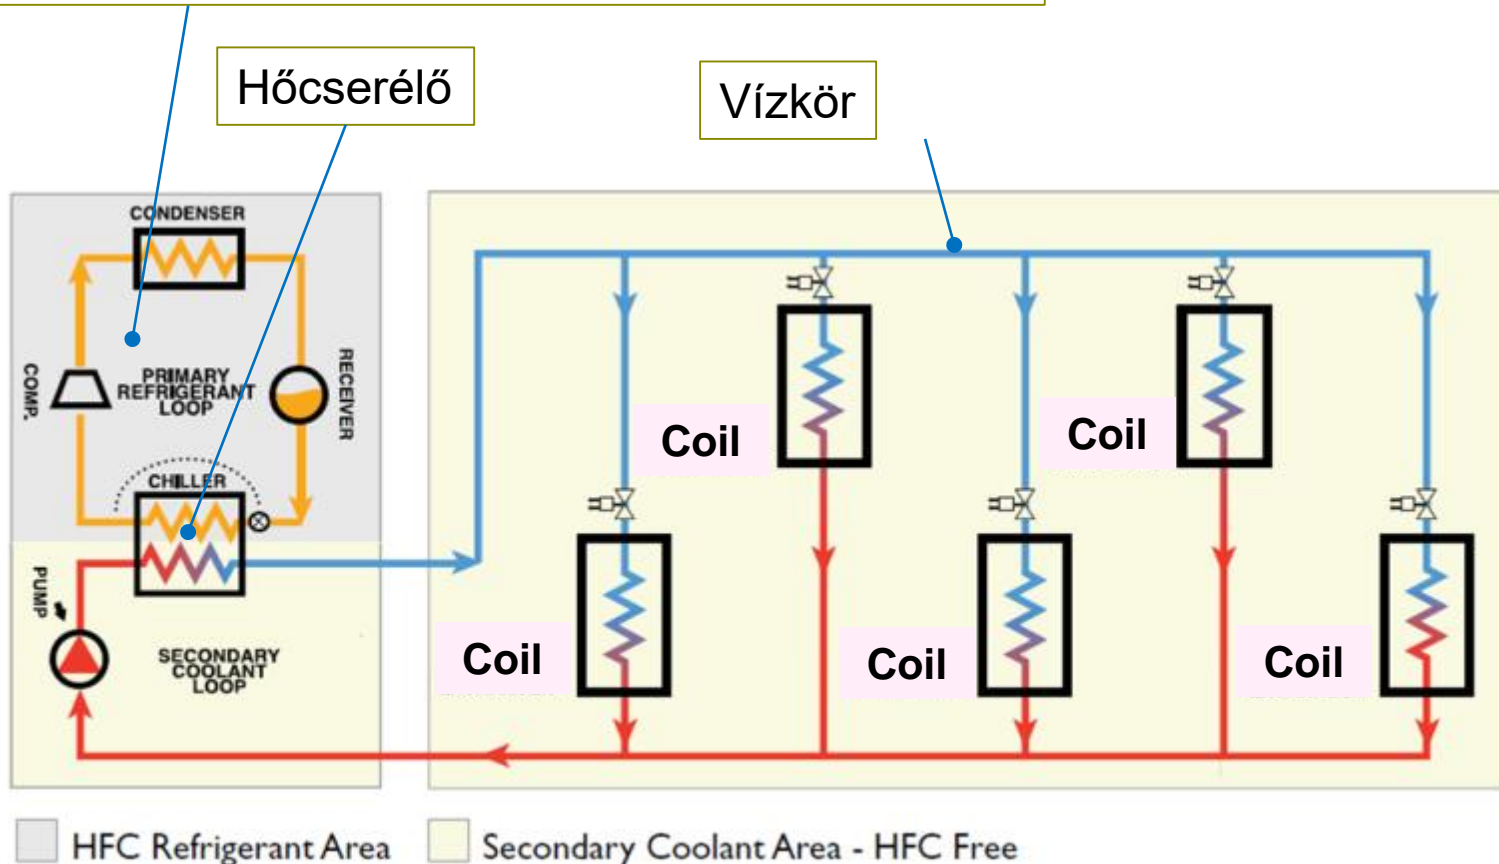 Hőcserélő
Vízkör
CONDENSER
COMP.
PRIMARY
REFRIGERANT
LOOP
RECEIVER
CHILLER
PUMP
SECONDARY
COOLANT
LOOP
Coil
Coil
Coil
Coil
Coil
HFC Refrigerant Area
Secondary Coolant Area - HFC Free